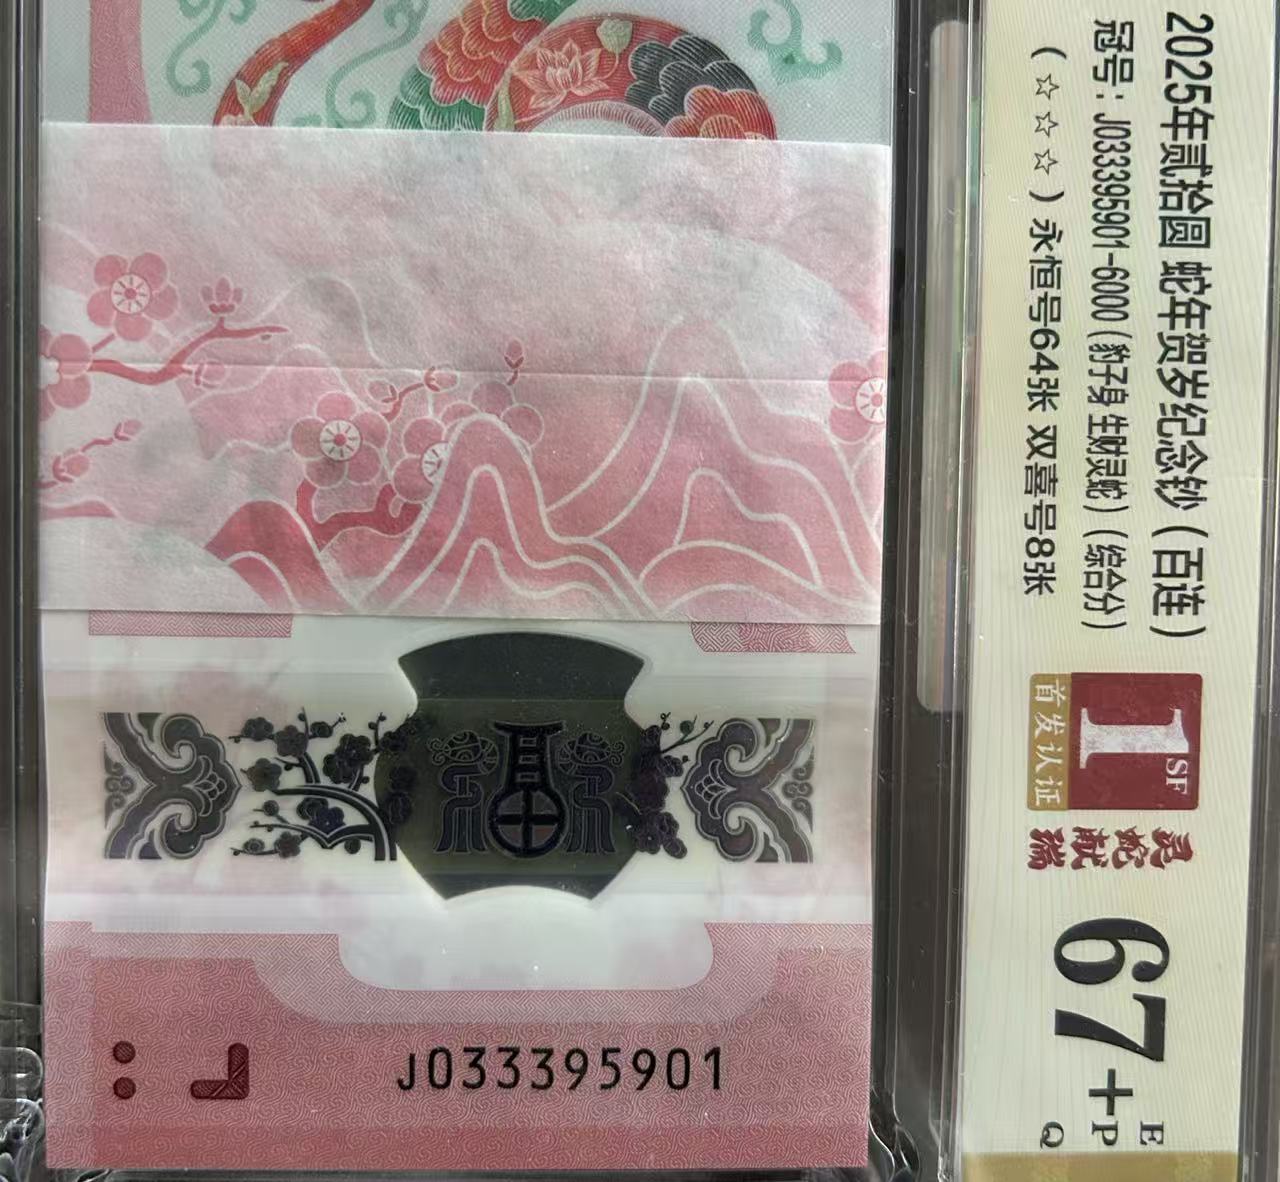 2025年贰拾圆 蛇年贺岁纪念钞（百连）
冠号：J033395901-6000（豹子身 生财灵蛇）（综合分）
（☆☆☆）永恒号64张 双喜号8张
1SF
首发认证
灵蛇献瑞
67+
E
P
Q
J033395901